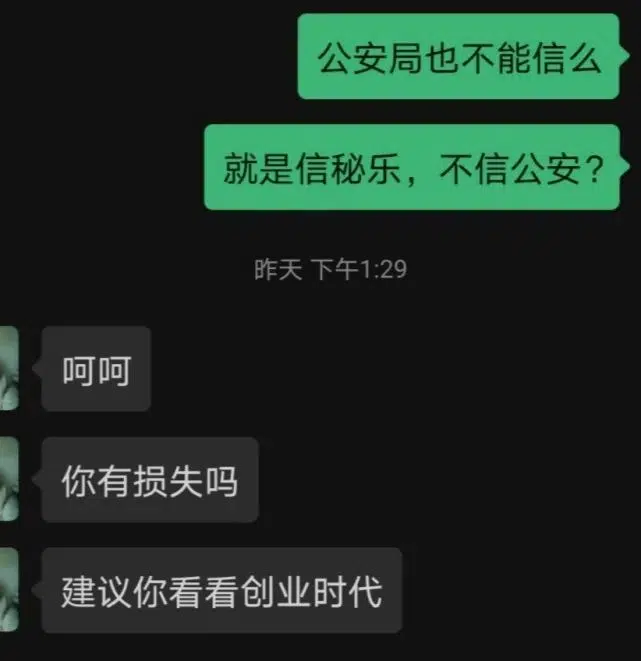 公安局也不能信么
就是信秘乐，不信公安？
昨天 下午1:29
呵呵
你有损失吗
建议你看看创业时代